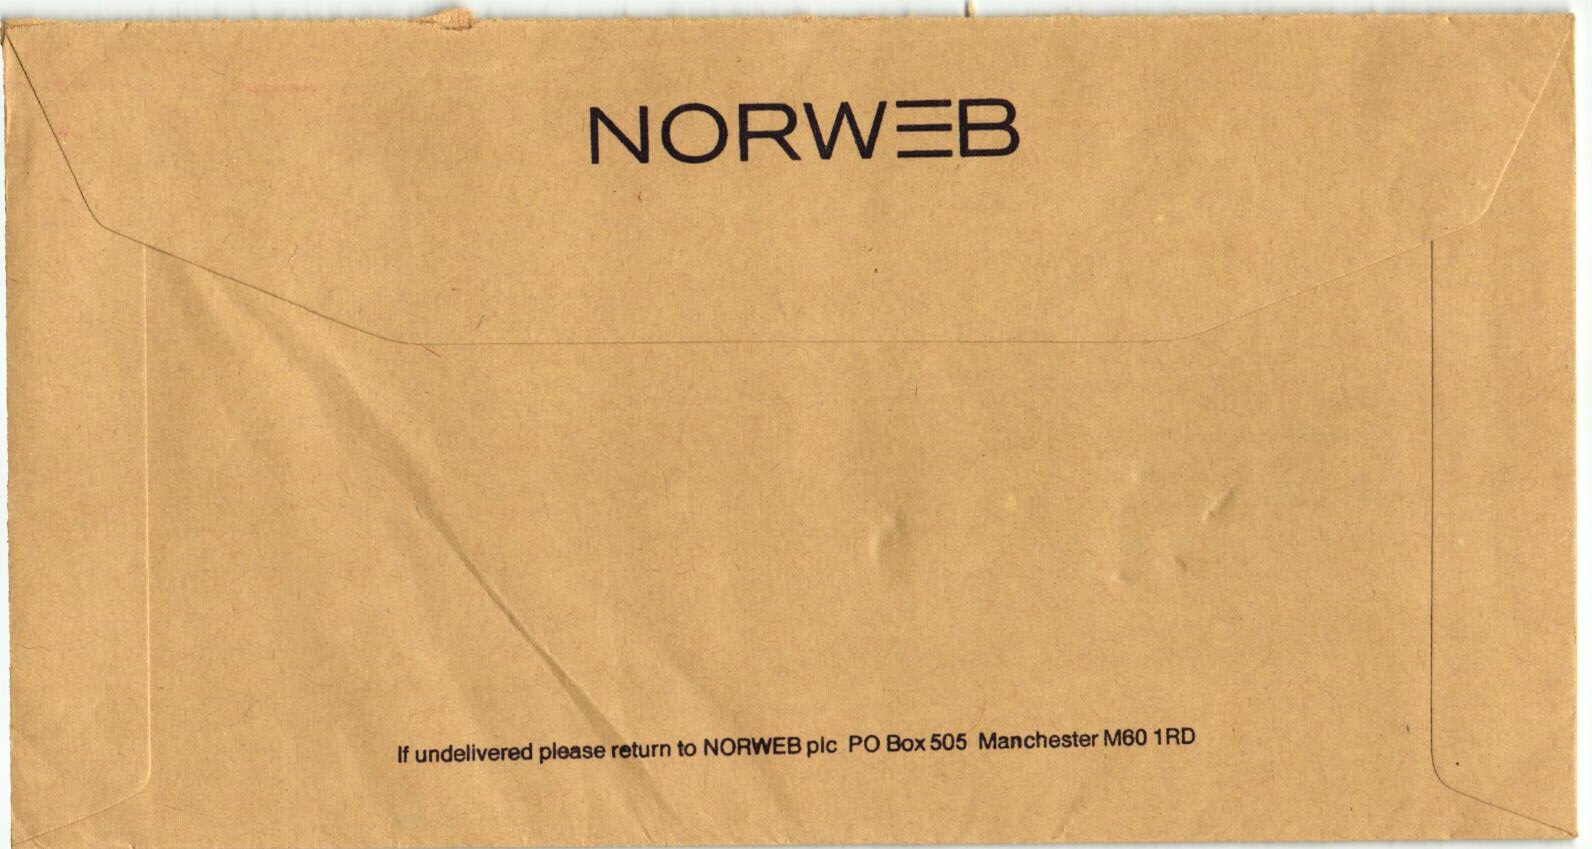 NORWEB
If undelivered please return to NORWEB plc PO Box 505 Manchester M60 1RD